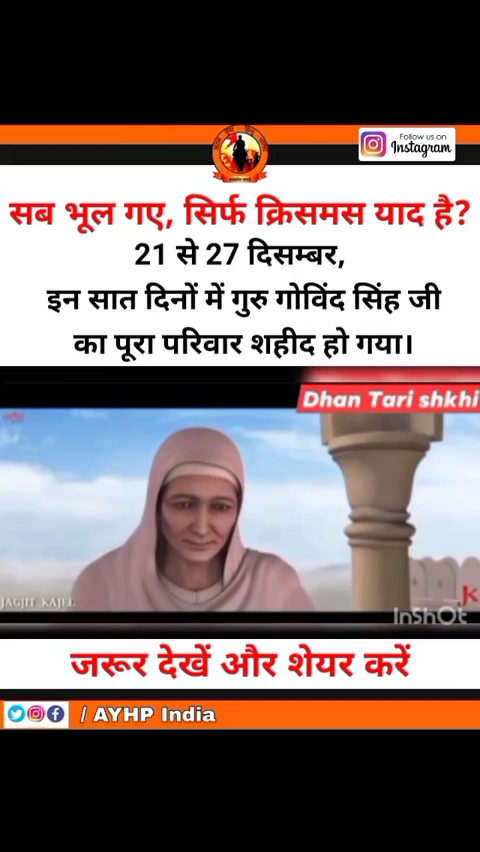 Follow us on
Instagram
सब भूल गए, सिर्फ क्रिसमस याद है?
21 से 27 दिसम्बर,
इन सात दिनों में गुरु गोविंद सिंह जी
का पूरा परिवार शहीद हो गया।
Dhan Tari shkhi
JAGJIT KAJEL
JK
InShOt
जरूर देखें और शेयर करें
/ AYHP India